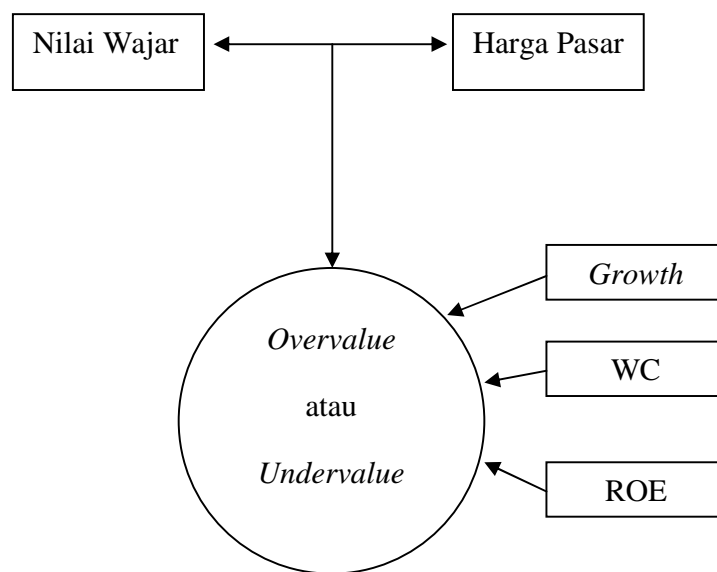 Nilai Wajar
Harga Pasar
Growth
Overvalue
WC
atau
Undervalue
ROE